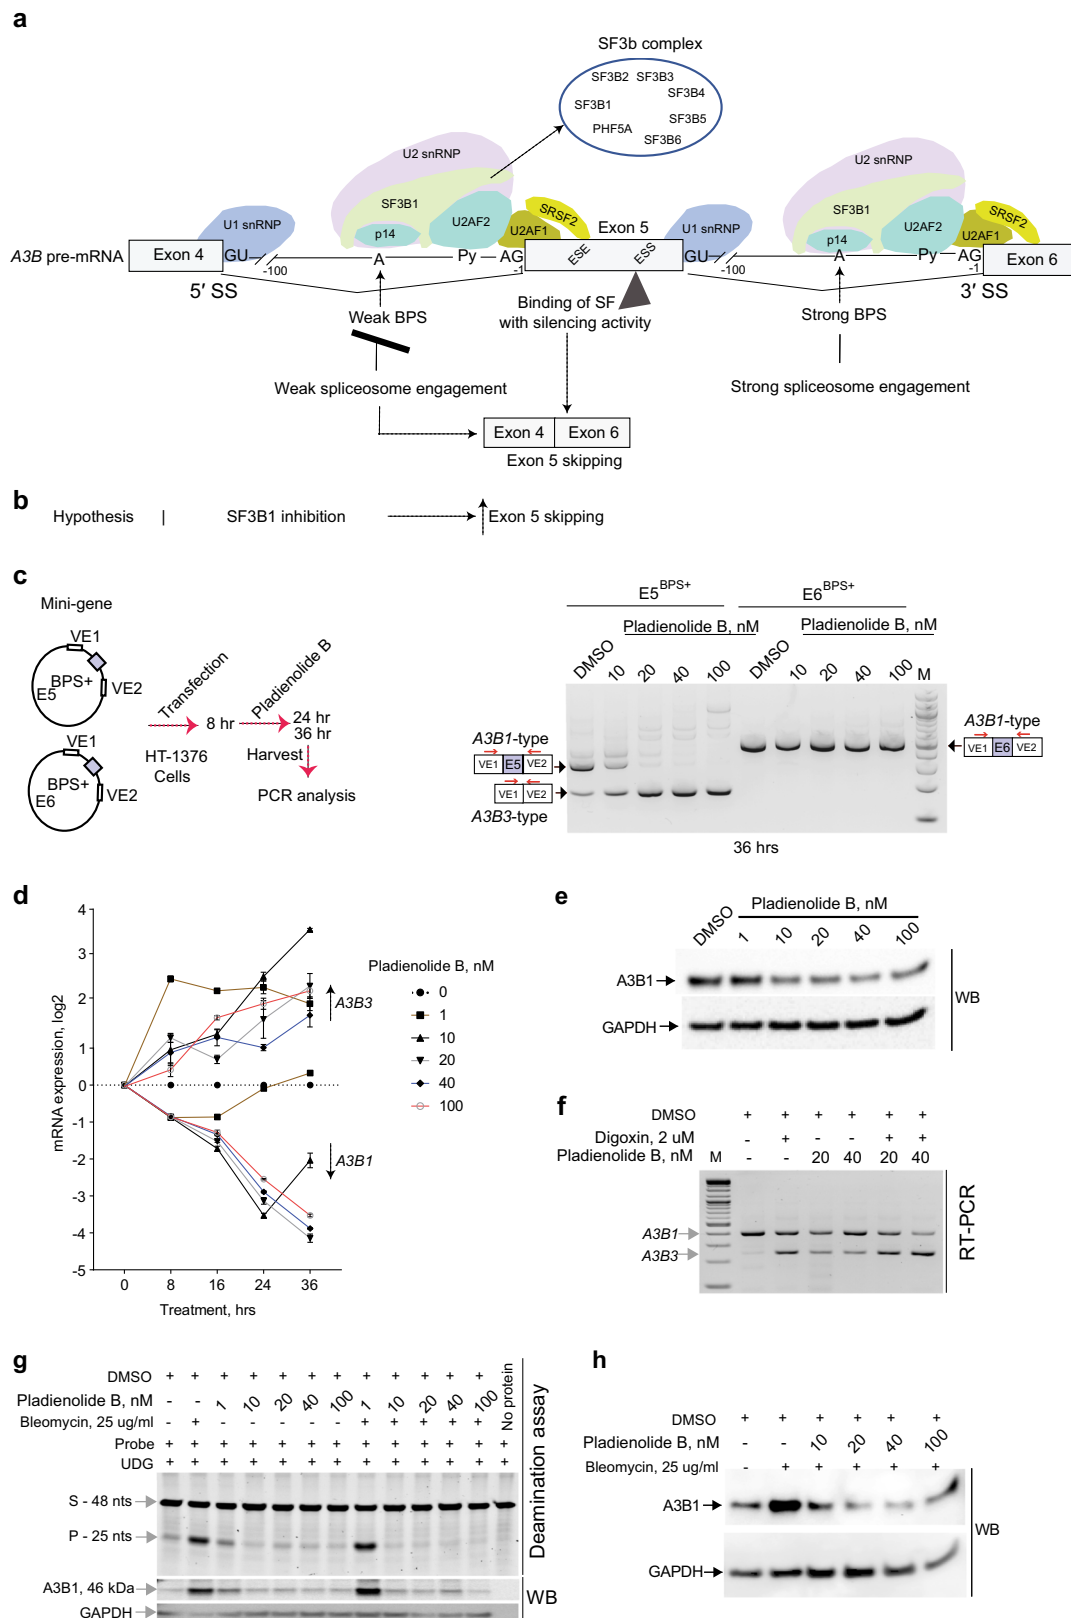 a
SF3b complex
SF3B2 SF3B3
SF3B4
SF3B1
SF3B5
PHF5A
SF3B6
U2 snRNP
U2 snRNP
SF3B1
SF3B1
U1 snRNP
U2AF2
SRSF2
U2AF1
Exon 5
U1 snRNP
U2AF2
SRSF2
U2AF1
p14
p14
A3B pre-mRNA
Exon 4
GU
-100
A
Py
AG
-1
ESE
ESS
GU
-100
A
Py
AG
-1
Exon 6
5′ SS
3′ SS
Weak BPS
Binding of SF
with silencing activity
Strong BPS
Weak spliceosome engagement
Strong spliceosome engagement
Exon 4 Exon 6
Exon 5 skipping
b
Hypothesis | SF3B1 inhibition Exon 5 skipping
c
Mini-gene
VE1
BPS+
E5
VE2
VE1
BPS+
E6
VE2
Transfection
8 hr
Pladienolide B
24 hr
36 hr
HT-1376
Cells
Harvest
PCR analysis
E5BPS+ E6BPS+
Pladienolide B, nM Pladienolide B, nM
DMSO 10 20 40 100 DMSO 10 20 40 100 M
A3B1-type
VE1 E5 VE2
VE1 VE2
A3B3-type
A3B1-type
VE1 E6 VE2
36 hrs
d
mRNA expression, log2
4
3
2
1
0
-1
-2
-3
-4
-5
0 8 16 24 36
Treatment, hrs
A3B3
A3B1
Pladienolide B, nM
0
1
10
20
40
100
e
Pladienolide B, nM
DMSO 1 10 20 40 100
A3B1
GAPDH
WB
f
DMSO + + + + + +
Digoxin, 2 uM - + - - + +
Pladienolide B, nM - - 20 40 20 40
M
A3B1
A3B3
RT-PCR
g
DMSO + + + + + + + + + + + + No protein
Pladienolide B, nM - - 1 10 20 40 100 1 10 20 40 100
Bleomycin, 25 ug/ml - + - - - - - + + + + +
Probe + + + + + + + + + + + + +
UDG + + + + + + + + + + + + +
S - 48 nts
P - 25 nts
Deamination assay
A3B1, 46 kDa
GAPDH
WB
h
DMSO + + + + + +
Pladienolide B, nM - - 10 20 40 100
Bleomycin, 25 ug/ml - + + + + +
A3B1
GAPDH
WB